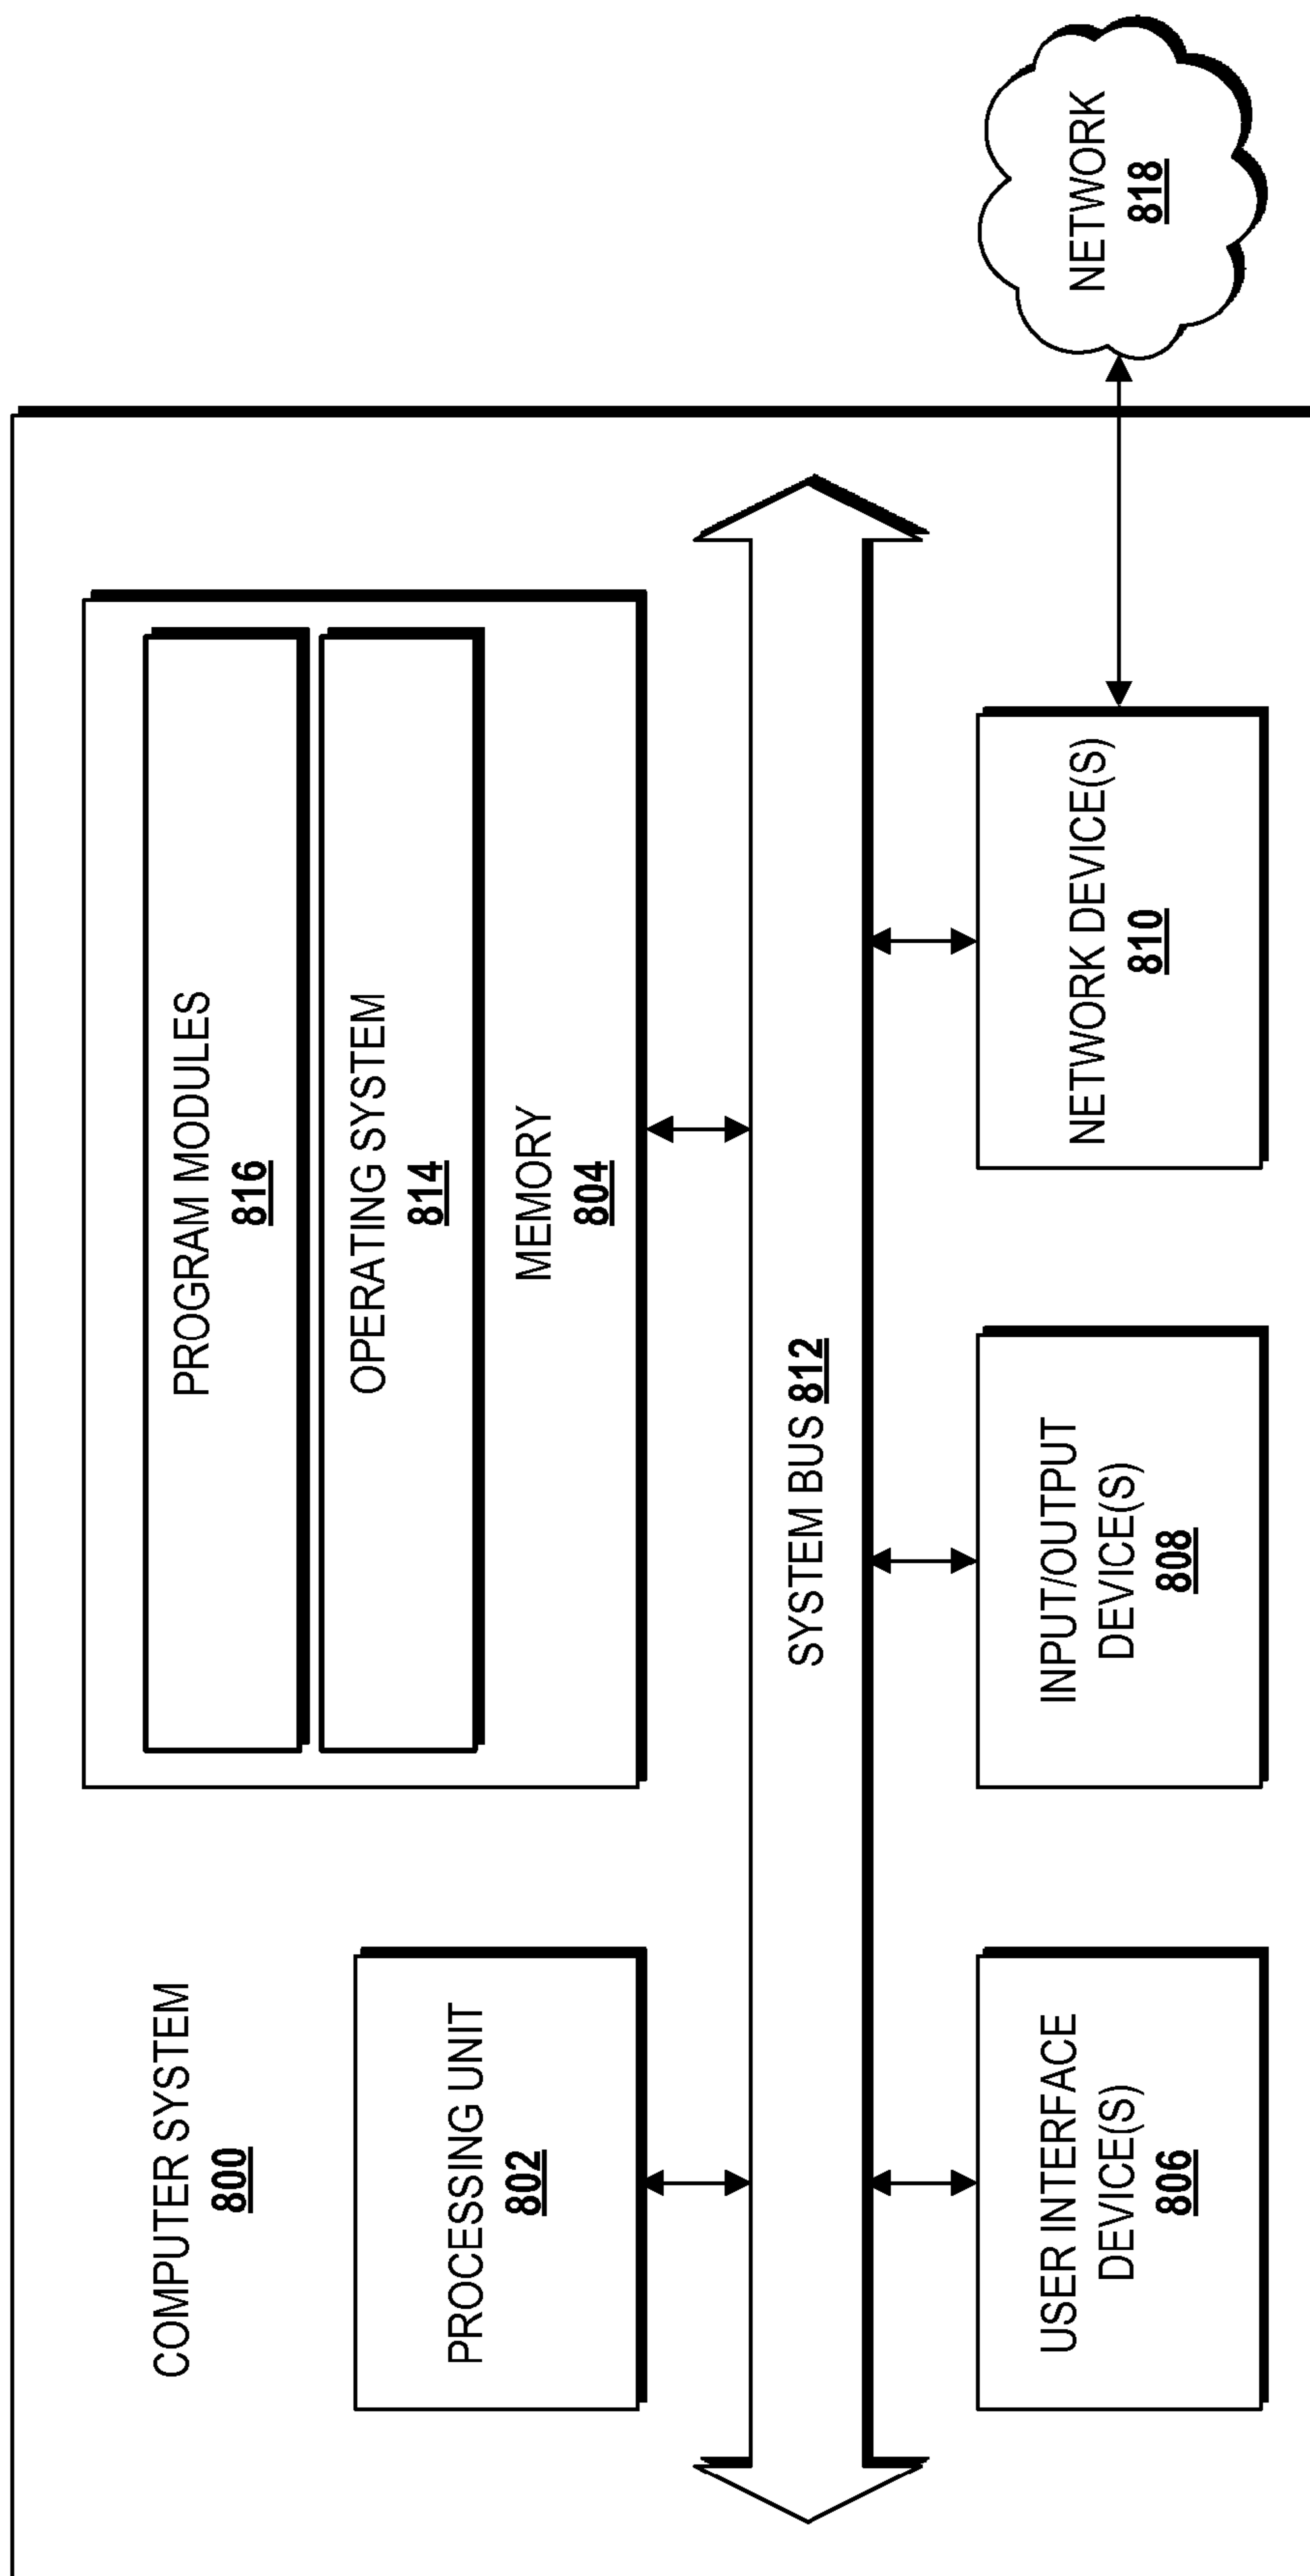 COMPUTER SYSTEM
800
PROCESSING UNIT
802
PROGRAM MODULES
816
OPERATING SYSTEM
814
MEMORY
804
SYSTEM BUS 812
USER INTERFACE
DEVICE(S)
806
INPUT/OUTPUT
DEVICE(S)
808
NETWORK DEVICE(S)
810
NETWORK
818